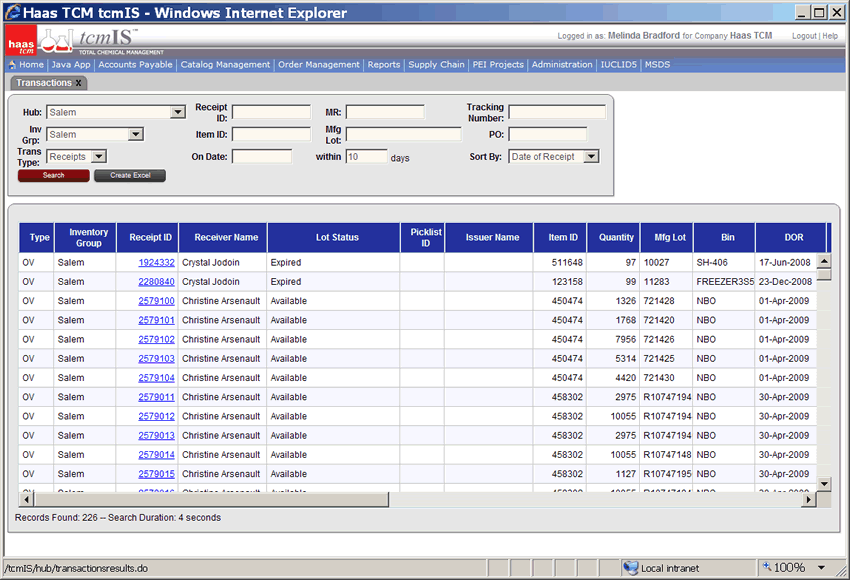 Haas TCM tcmIS - Windows Internet Explorer
haas tcm
tcmIS™
TOTAL CHEMICAL MANAGEMENT
Logged in as: Melinda Bradford for Company Haas TCM Logout | Help
Home | Java App | Accounts Payable | Catalog Management | Order Management | Reports | Supply Chain | PEI Projects | Administration | IUCLID5 | MSDS
Transactions X
Hub: Salem Receipt ID: MR: Tracking Number:
Inv Grp: Salem Item ID: Mfg Lot: PO:
Trans Type: Receipts On Date: within 10 days Sort By: Date of Receipt
Search Create Excel
Type Inventory Group Receipt ID Receiver Name Lot Status Picklist ID Issuer Name Item ID Quantity Mfg Lot Bin DOR
OV Salem 1924332 Crystal Jodoin Expired 511648 97 10027 SH-406 17-Jun-2008
OV Salem 2280840 Crystal Jodoin Expired 123158 99 11283 FREEZER3S5 23-Dec-2008
OV Salem 2579100 Christine Arsenault Available 450474 1326 721428 NBO 01-Apr-2009
OV Salem 2579101 Christine Arsenault Available 450474 1768 721420 NBO 01-Apr-2009
OV Salem 2579102 Christine Arsenault Available 450474 7956 721426 NBO 01-Apr-2009
OV Salem 2579103 Christine Arsenault Available 450474 5314 721425 NBO 01-Apr-2009
OV Salem 2579104 Christine Arsenault Available 450474 4420 721430 NBO 01-Apr-2009
OV Salem 2579011 Christine Arsenault Available 458302 2975 R10747194 NBO 30-Apr-2009
OV Salem 2579012 Christine Arsenault Available 458302 10055 R10747194 NBO 30-Apr-2009
OV Salem 2579013 Christine Arsenault Available 458302 2975 R10747194 NBO 30-Apr-2009
OV Salem 2579014 Christine Arsenault Available 458302 10055 R10747148 NBO 30-Apr-2009
OV Salem 2579015 Christine Arsenault Available 458302 1127 R10747195 NBO 30-Apr-2009
Records Found: 226 -- Search Duration: 4 seconds
/tcmIS/hub/transactionsresults.do Local intranet 100%